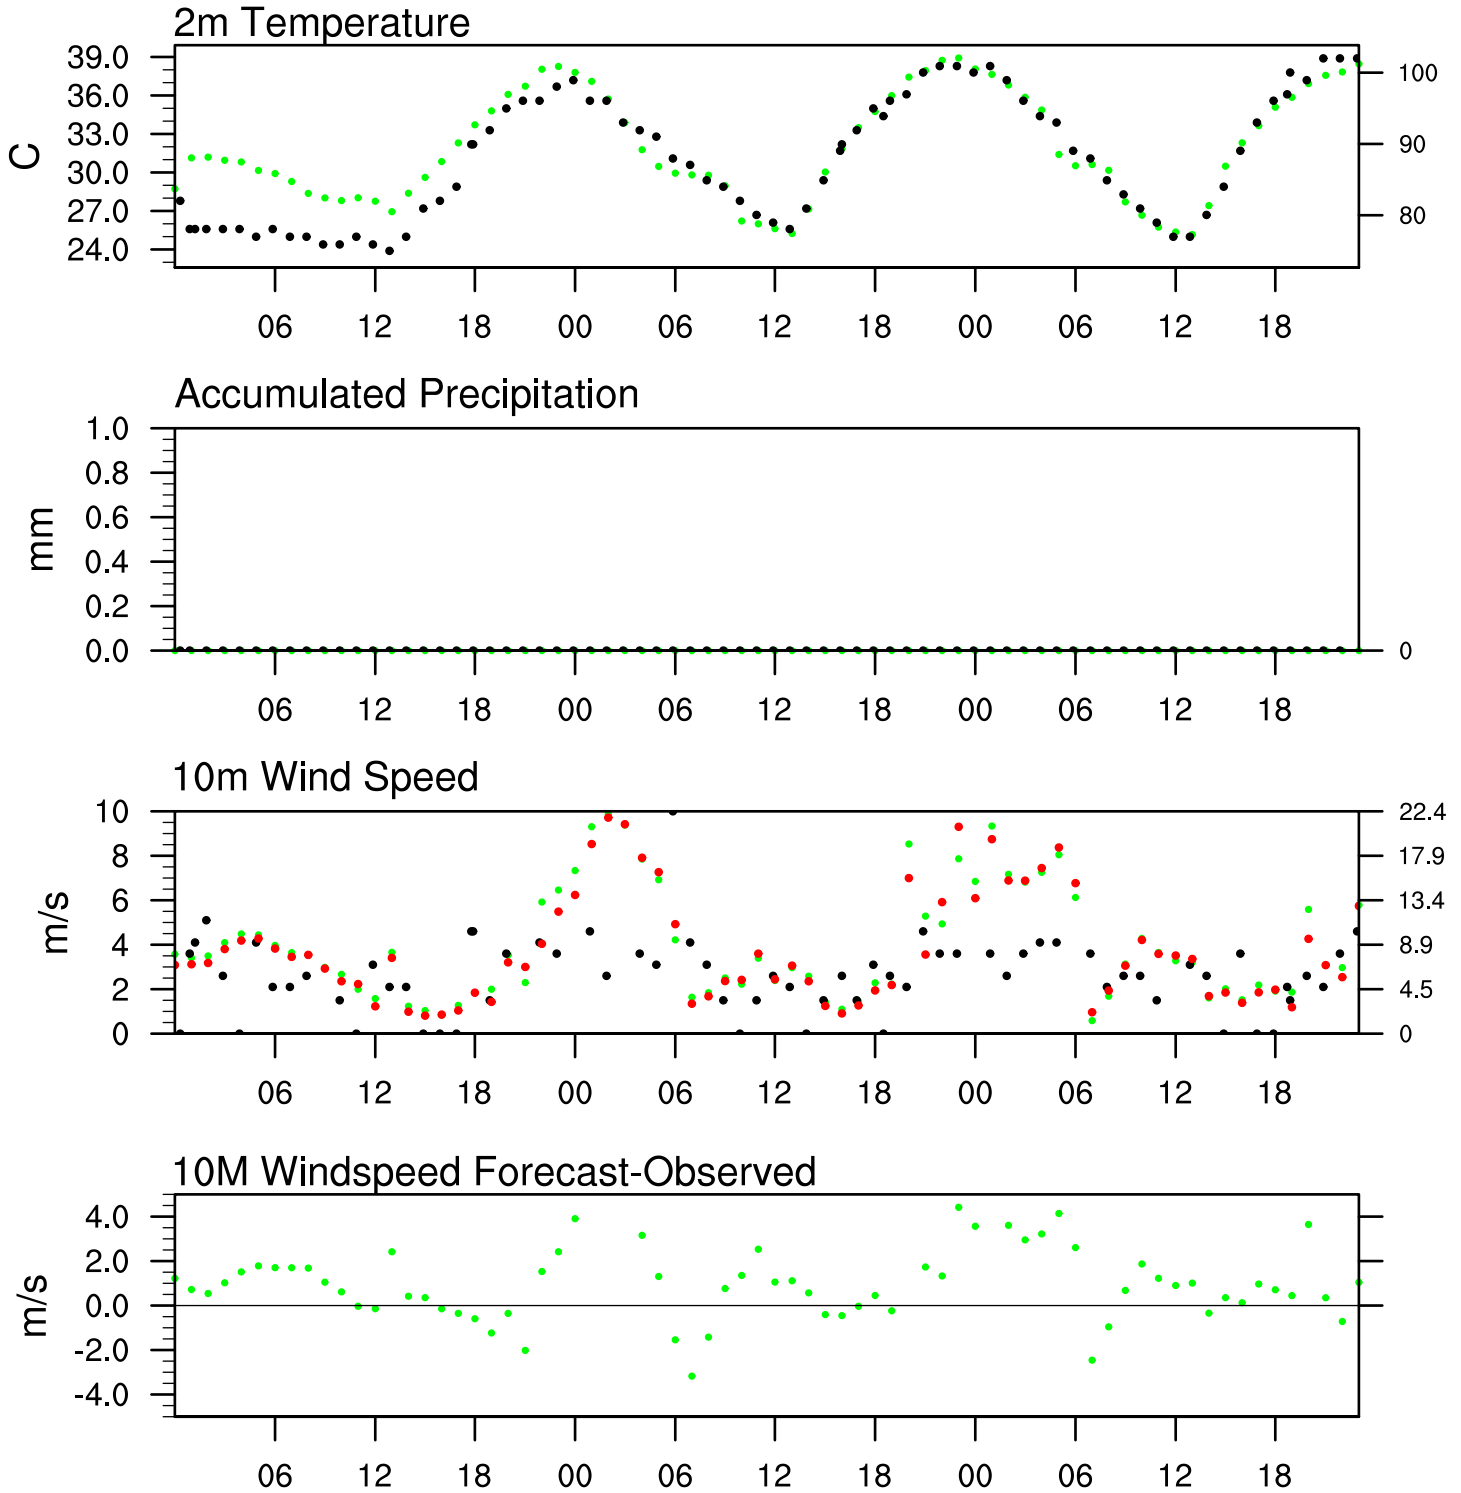 2m Temperature
39.0
36.0
33.0
30.0
27.0
24.0
C
100
90
80
06 12 18 00 06 12 18 00 06 12 18
Accumulated Precipitation
1.0
0.8
0.6
0.4
0.2
0.0
mm
0
06 12 18 00 06 12 18 00 06 12 18
10m Wind Speed
10
8
6
4
2
0
m/s
22.4
17.9
13.4
8.9
4.5
0
06 12 18 00 06 12 18 00 06 12 18
10M Windspeed Forecast-Observed
4.0
2.0
0.0
-2.0
-4.0
m/s
06 12 18 00 06 12 18 00 06 12 18